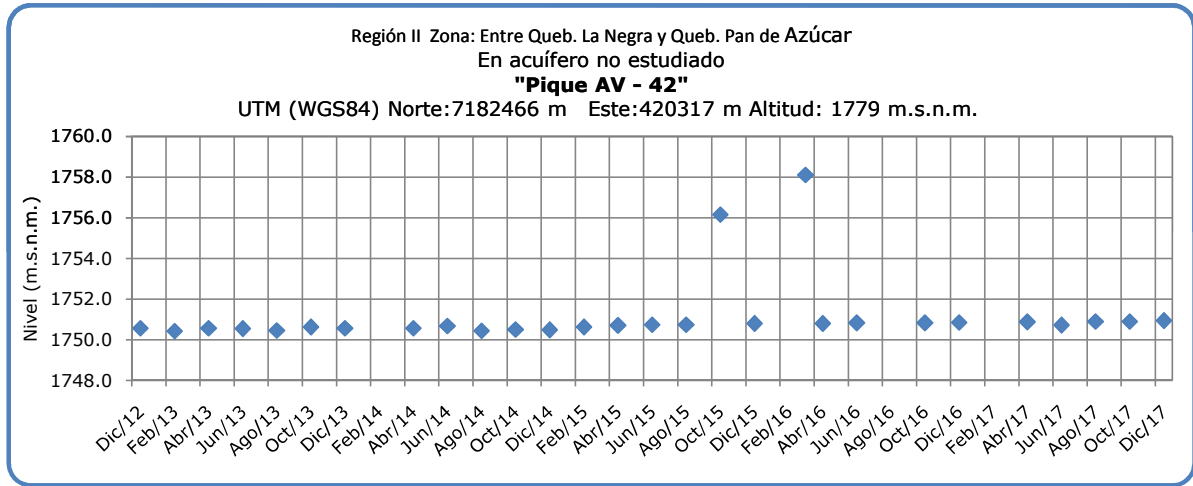 Región II Zona: Entre Queb. La Negra y Queb. Pan de Azúcar
En acuífero no estudiado
"Pique AV - 42"
UTM (WGS84) Norte:7182466 m Este:420317 m Altitud: 1779 m.s.n.m.
Nivel (m.s.n.m.)
1760.0
1758.0
1756.0
1754.0
1752.0
1750.0
1748.0
Dic/12
Feb/13
Abr/13
Jun/13
Ago/13
Oct/13
Dic/13
Feb/14
Abr/14
Jun/14
Ago/14
Oct/14
Dic/14
Feb/15
Abr/15
Jun/15
Ago/15
Oct/15
Dic/15
Feb/16
Abr/16
Jun/16
Ago/16
Oct/16
Dic/16
Feb/17
Abr/17
Jun/17
Ago/17
Oct/17
Dic/17